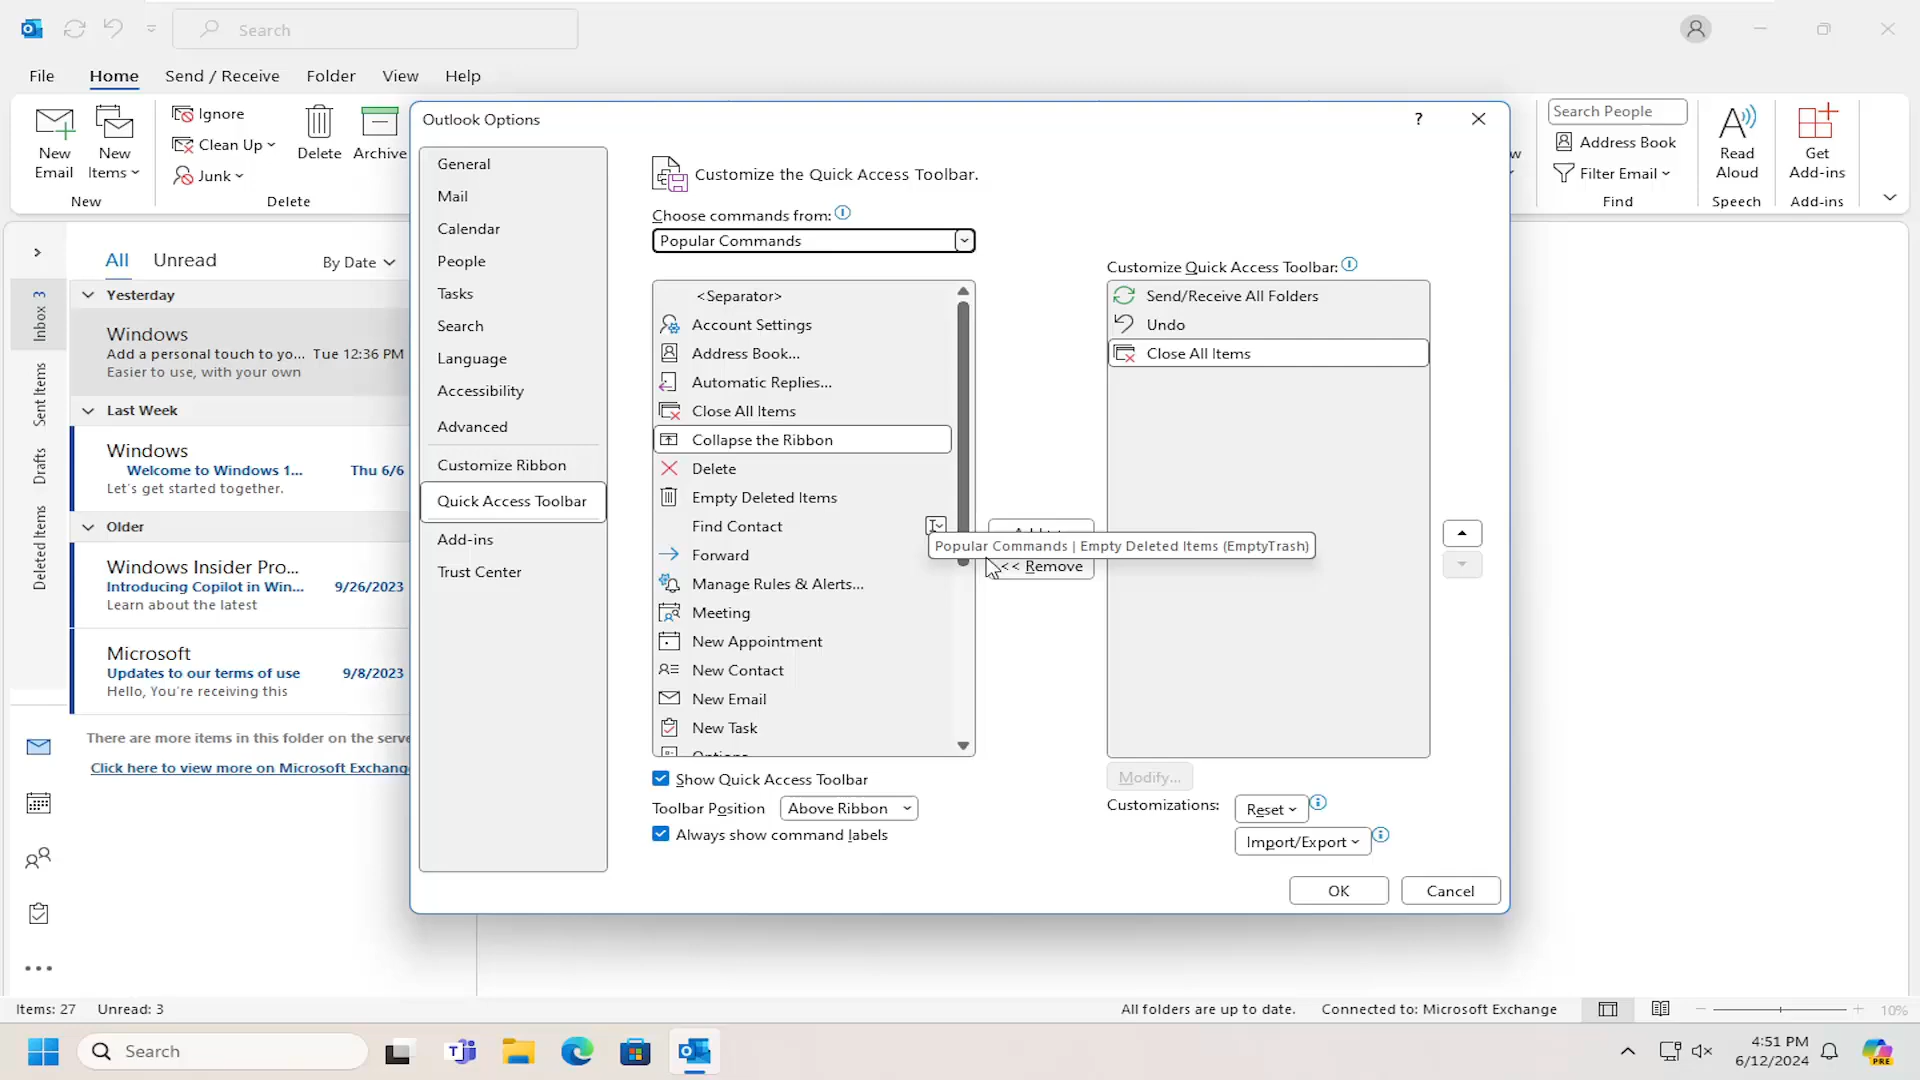 Search
File
Home
Send / Receive
Folder
View
Help
New
Email
New
Items
New
Ignore
Clean Up
Junk
Delete
Archive
Delete
Search People
Address Book
Filter Email
Find
Read
Aloud
Speech
Get
Add-ins
Add-ins
Inbox 3
Sent Items
Drafts
Deleted Items
All
Unread
By Date
Yesterday
Windows
Add a personal touch to yo... Tue 12:36 PM
Easier to use, with your own
Last Week
Windows
Welcome to Windows 1... Thu 6/6
Let's get started together.
Older
Windows Insider Pro...
Introducing Copilot in Win... 9/26/2023
Learn about the latest
Microsoft
Updates to our terms of use 9/8/2023
Hello, You're receiving this
There are more items in this folder on the serve
Click here to view more on Microsoft Exchang
Outlook Options
?
General
Mail
Calendar
People
Tasks
Search
Language
Accessibility
Advanced
Customize Ribbon
Quick Access Toolbar
Add-ins
Trust Center
Customize the Quick Access Toolbar.
Choose commands from:
Popular Commands
<Separator>
Account Settings
Address Book...
Automatic Replies...
Close All Items
Collapse the Ribbon
Delete
Empty Deleted Items
Find Contact
Forward
Manage Rules & Alerts...
Meeting
New Appointment
New Contact
New Email
New Task
Show Quick Access Toolbar
Toolbar Position Above Ribbon
Always show command labels
Popular Commands | Empty Deleted Items (EmptyTrash)
<< Remove
Customize Quick Access Toolbar:
Send/Receive All Folders
Undo
Close All Items
Modify...
Customizations:
Reset
Import/Export
OK
Cancel
Items: 27
Unread: 3
All folders are up to date.
Connected to: Microsoft Exchange
10%
Search
4:51 PM
6/12/2024
PRE